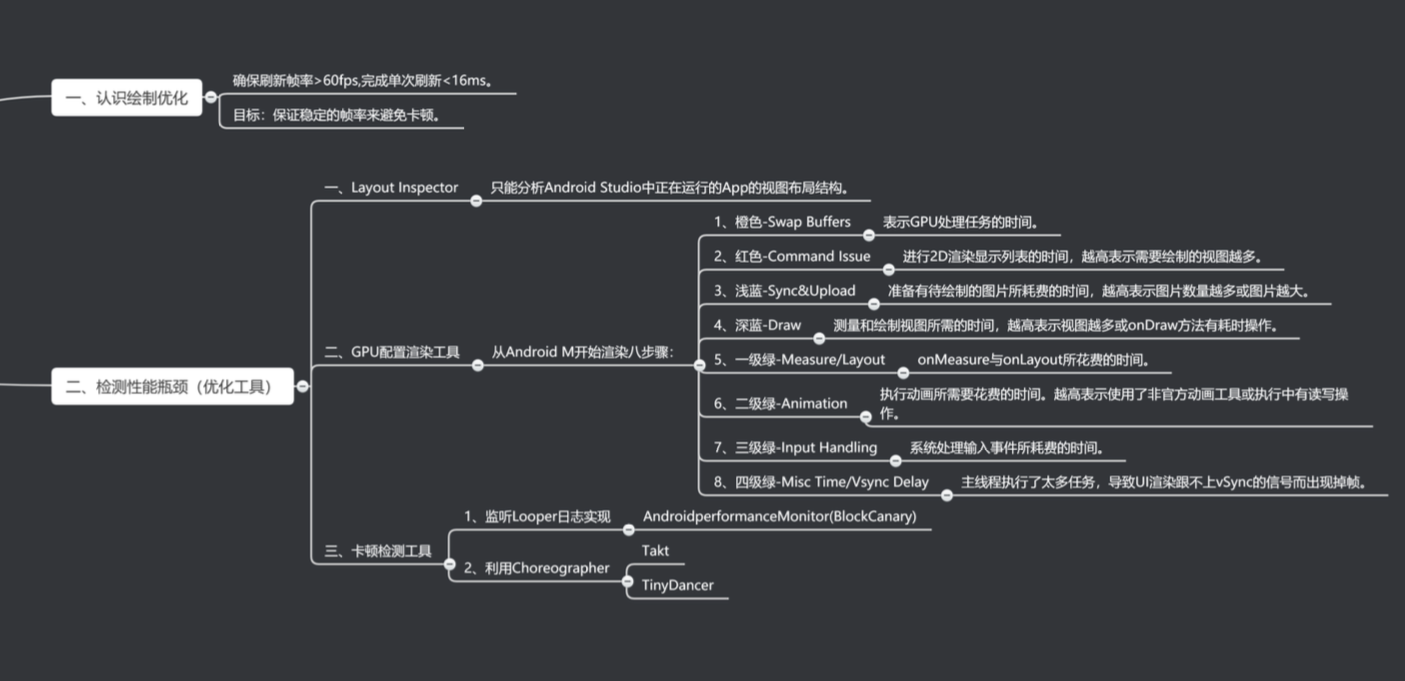 一、认识绘制优化
确保刷新帧率>60fps,完成单次刷新<16ms。
目标：保证稳定的帧率来避免卡顿。
二、检测性能瓶颈（优化工具）
一、Layout Inspector
只能分析Android Studio中正在运行的App的视图布局结构。
二、GPU配置渲染工具
从Android M开始渲染八步骤：
1、橙色-Swap Buffers
表示GPU处理任务的时间。
2、红色-Command Issue
进行2D渲染显示列表的时间，越高表示需要绘制的视图越多。
3、浅蓝-Sync&Upload
准备有待绘制的图片所耗费的时间，越高表示图片数量越多或图片越大。
4、深蓝-Draw
测量和绘制视图所需的时间，越高表示视图越多或onDraw方法有耗时操作。
5、一级绿-Measure/Layout
onMeasure与onLayout所花费的时间。
6、二级绿-Animation
执行动画所需要花费的时间。越高表示使用了非官方动画工具或执行中有读写操
作。
7、三级绿-Input Handling
系统处理输入事件所耗费的时间。
8、四级绿-Misc Time/Vsync Delay
主线程执行了太多任务，导致UI渲染跟不上vSync的信号而出现掉帧。
三、卡顿检测工具
1、监听Looper日志实现
AndroidperformanceMonitor(BlockCanary)
2、利用Choreographer
Takt
TinyDancer